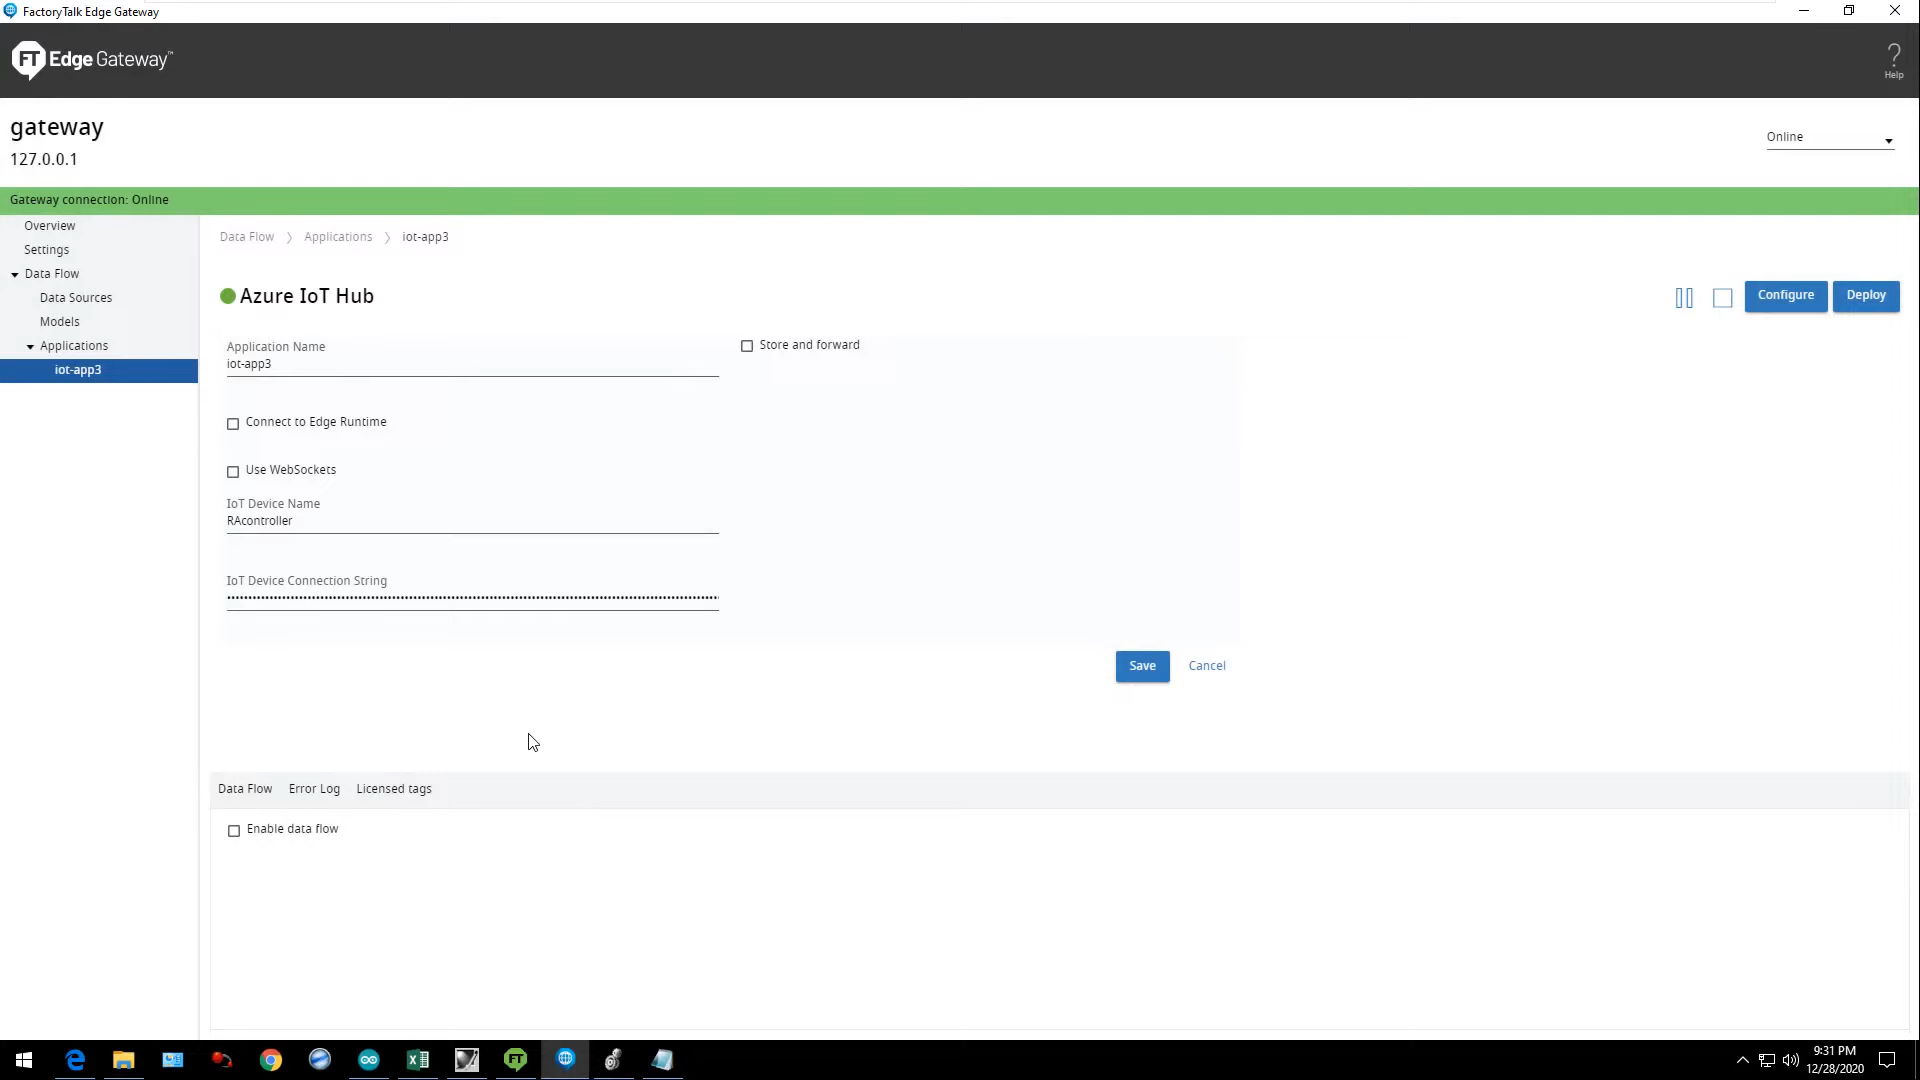 FactoryTalk Edge Gateway
FT Edge Gateway™
?
Help
gateway
127.0.0.1
Online
Gateway connection: Online
Overview
Settings
Data Flow
Data Sources
Models
Applications
iot-app3
Data Flow > Applications > iot-app3
Azure IoT Hub
Configure
Deploy
Application Name
iot-app3
Store and forward
Connect to Edge Runtime
Use WebSockets
IoT Device Name
RAcontroller
IoT Device Connection String
Save
Cancel
Data Flow Error Log Licensed tags
Enable data flow
FT
9:31 PM
12/28/2020